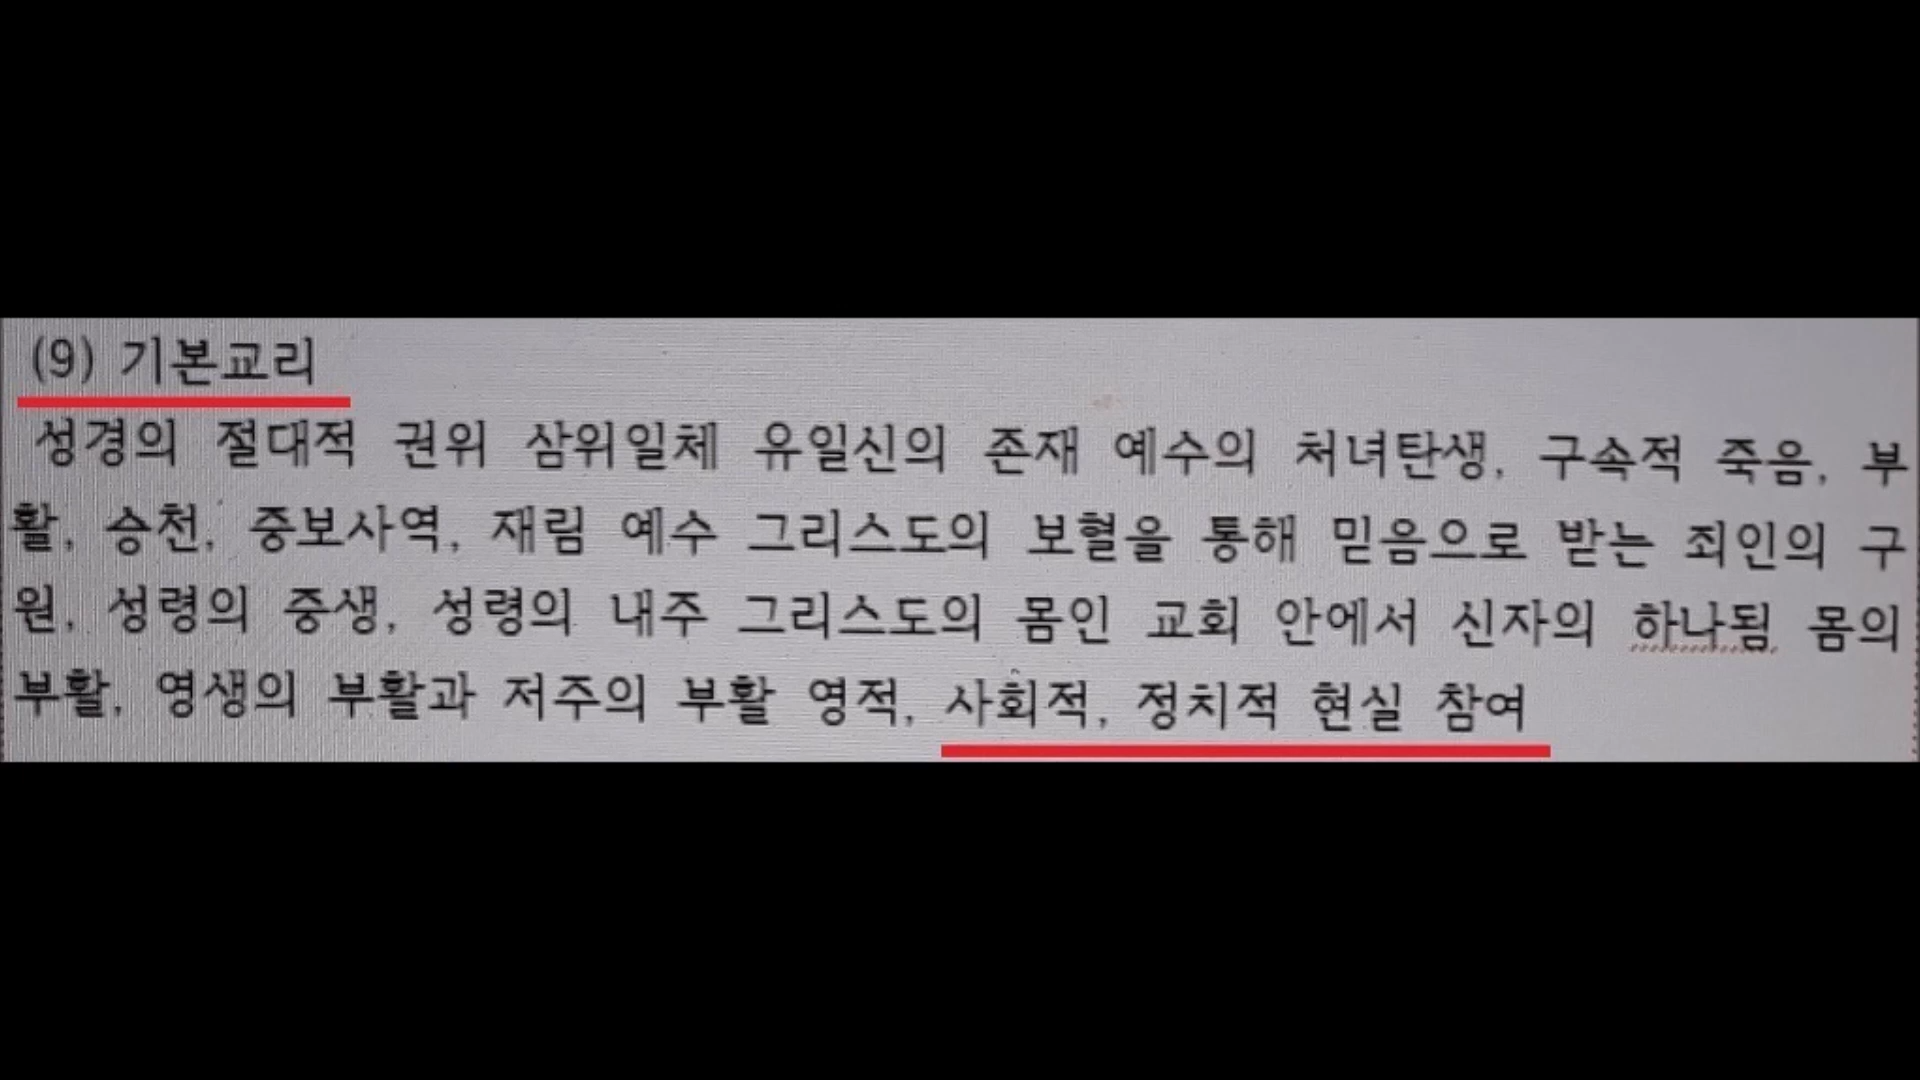 (9) 기본교리
성경의 절대적 권위 삼위일체 유일신의 존재 예수의 처녀탄생, 구속적 죽음, 부
활, 승천, 중보사역, 재림 예수 그리스도의 보혈을 통해 믿음으로 받는 죄인의 구
원, 성령의 중생, 성령의 내주 그리스도의 몸인 교회 안에서 신자의 하나됨 몸의
부활, 영생의 부활과 저주의 부활 영적, 사회적, 정치적 현실 참여